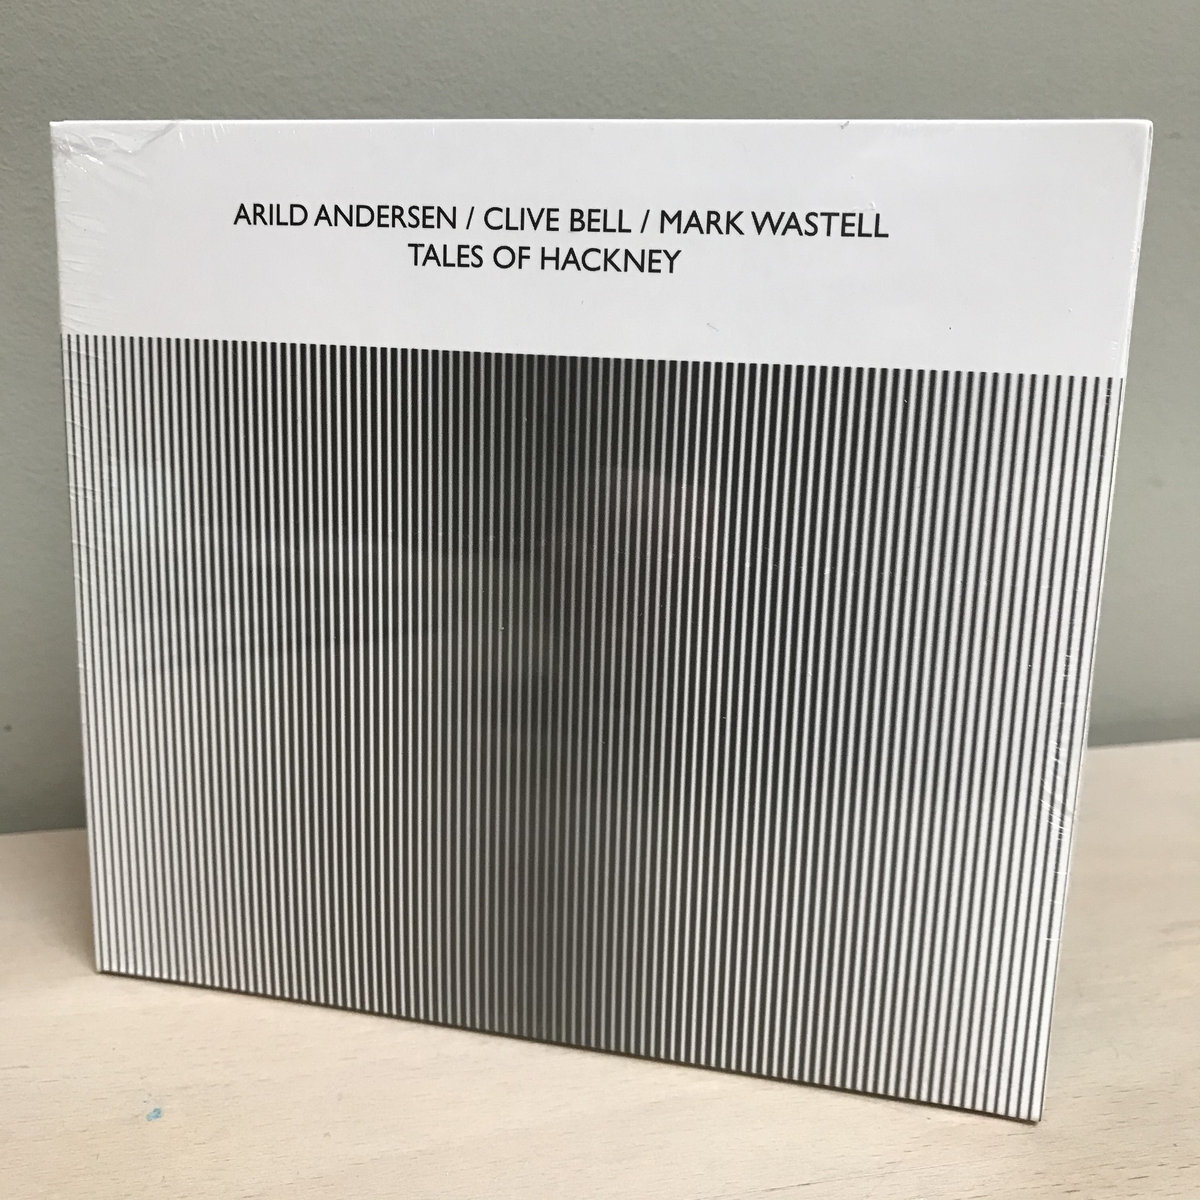 ARILD ANDERSEN / CLIVE BELL / MARK WASTELL
TALES OF HACKNEY